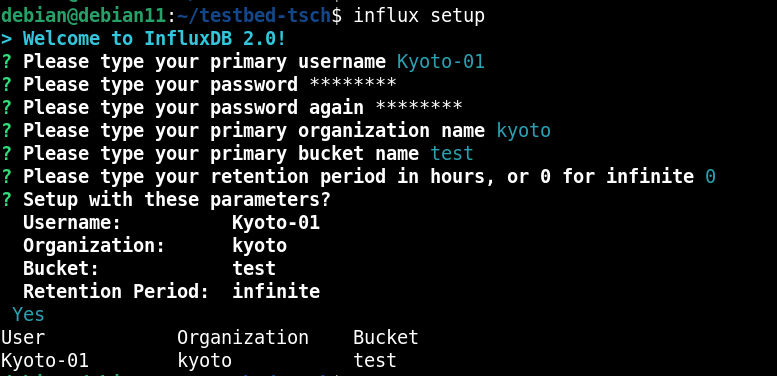 debian@debian11:~/testbed-tsch$ influx setup
> Welcome to InfluxDB 2.0!
? Please type your primary username Kyoto-01
? Please type your password ********
? Please type your password again ********
? Please type your primary organization name kyoto
? Please type your primary bucket name test
? Please type your retention period in hours, or 0 for infinite 0
? Setup with these parameters?
Username: Kyoto-01
Organization: kyoto
Bucket: test
Retention Period: infinite
Yes
User Organization Bucket
Kyoto-01 kyoto test